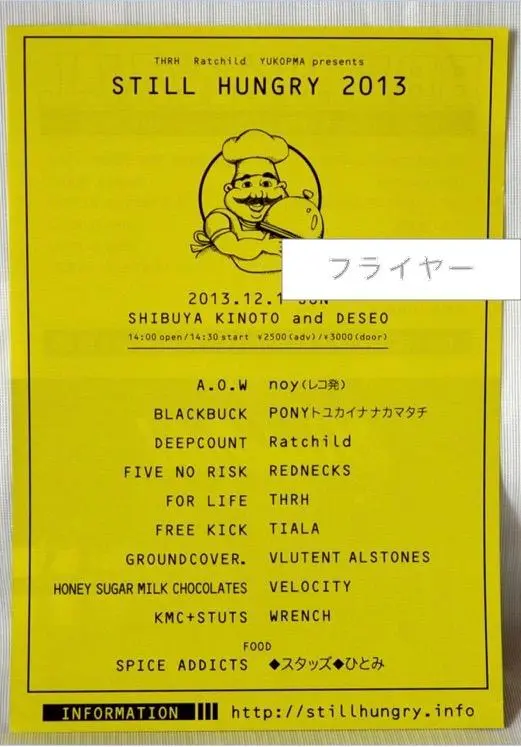 THRH Ratchild YUKOPMA presents
STILL HUNGRY 2013
フライヤー
2013.12.1 SUN
SHIBUYA KINOTO and DESEO
14:00 open/14:30 start ¥2500(adv)/¥3000(door)
A.O.W noy(レコ発)
BLACKBUCK PONYトユカイナナカマタチ
DEEPCOUNT Ratchild
FIVE NO RISK REDNECKS
FOR LIFE THRH
FREE KICK TIALA
GROUNDCOVER. VLUTENT ALSTONES
HONEY SUGAR MILK CHOCOLATES VELOCITY
KMC+STUTS WRENCH
FOOD
SPICE ADDICTS ◆スタッズ◆ひとみ
INFORMATION http://stillhungry.info